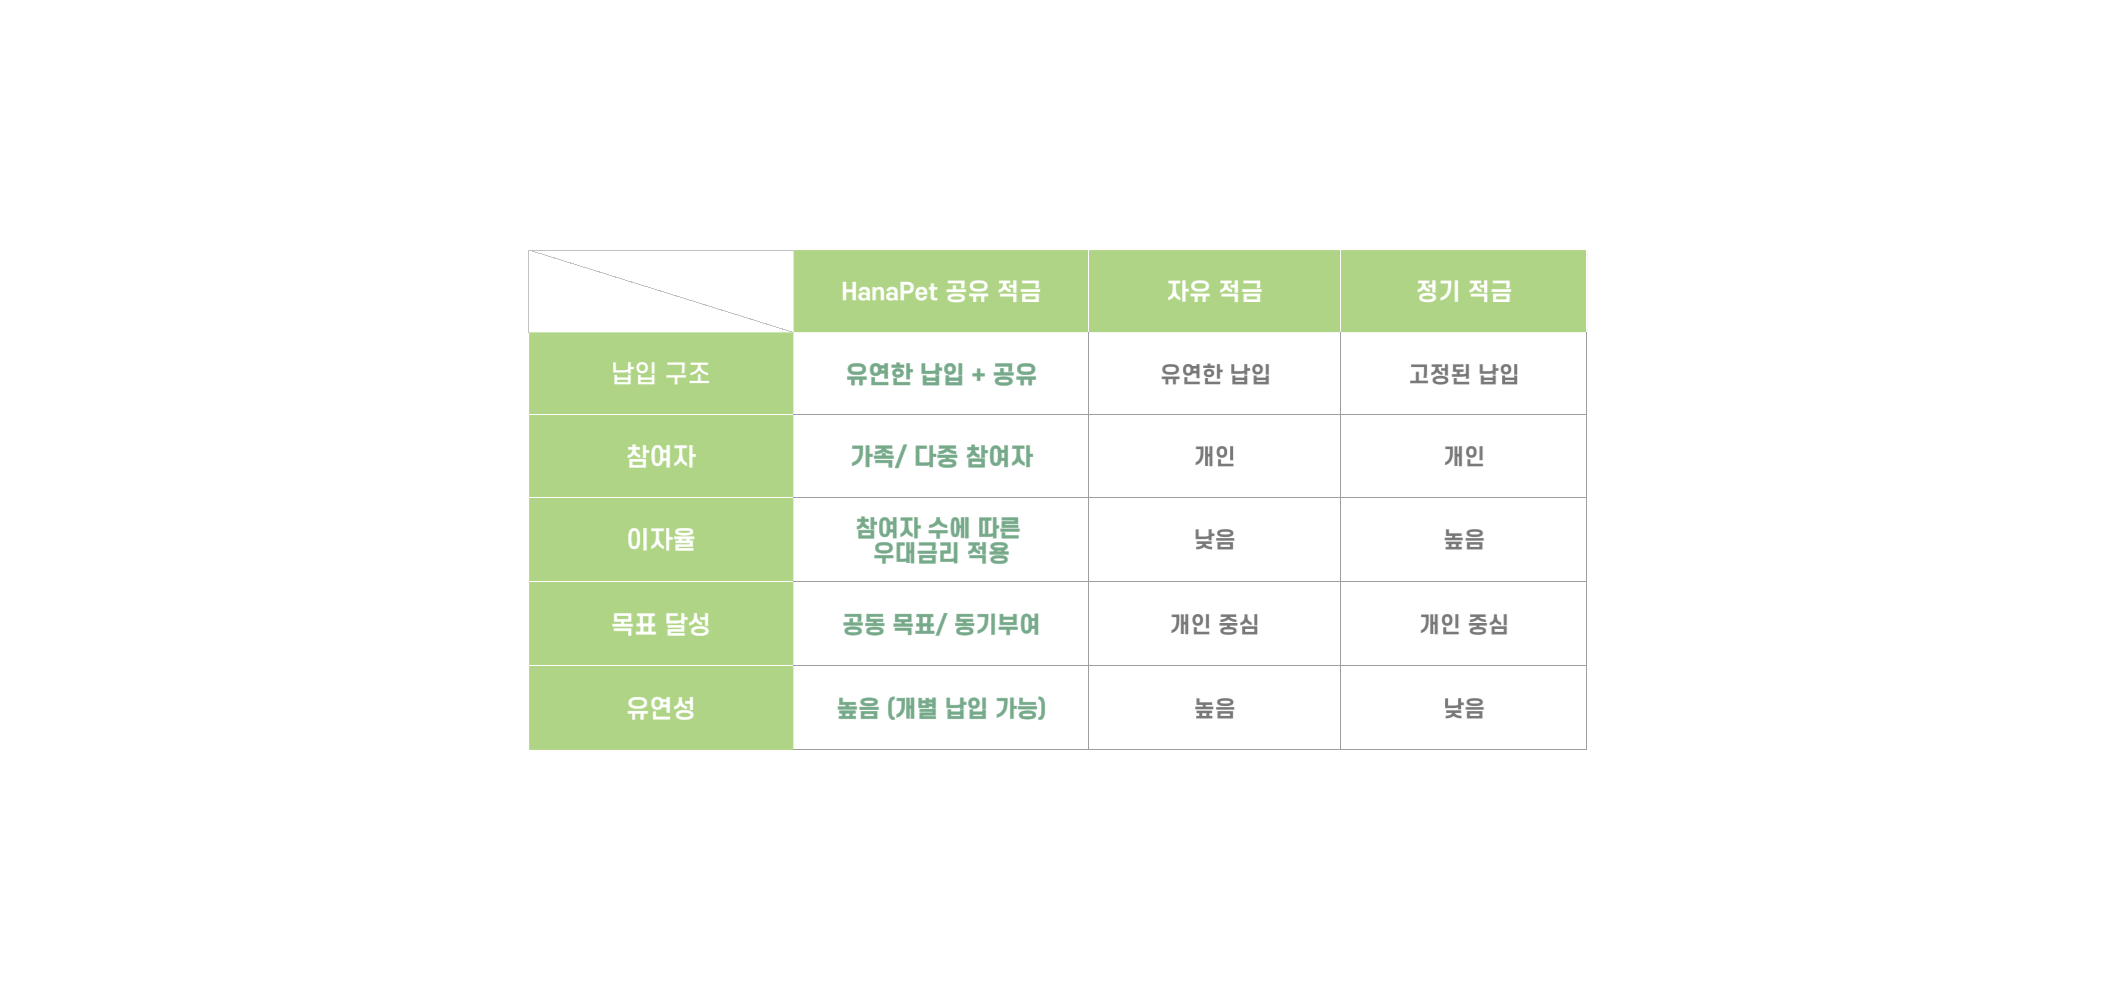 HanaPet 공유 적금 자유 적금 정기 적금
납입 구조 유연한 납입 + 공유 유연한 납입 고정된 납입
참여자 가족/ 다중 참여자 개인 개인
이자율 참여자 수에 따른
우대금리 적용 낮음 높음
목표 달성 공동 목표/ 동기부여 개인 중심 개인 중심
유연성 높음 (개별 납입 가능) 높음 낮음